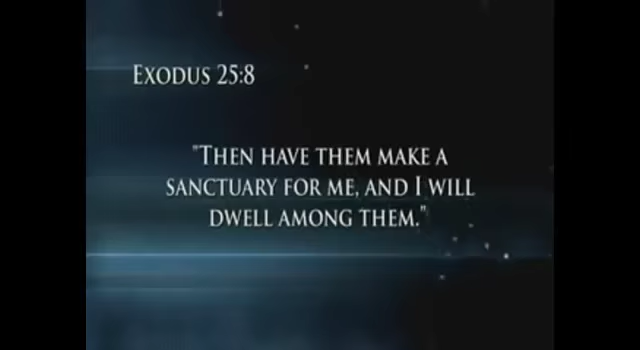 Exodus 25:8
"Then have them make a
sanctuary for me, and I will
dwell among them."